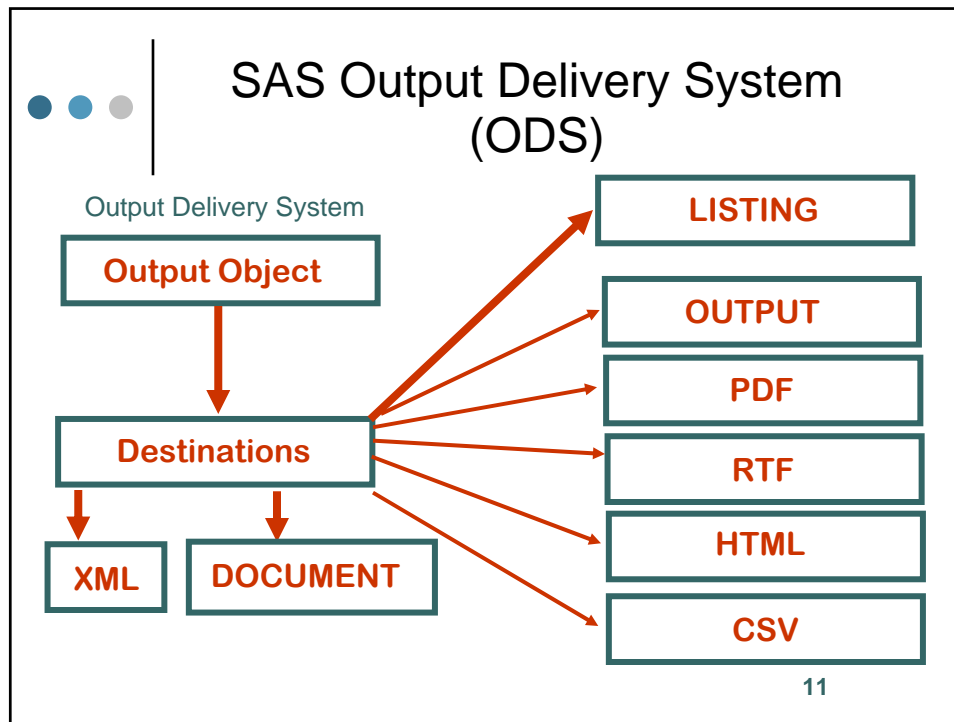 SAS Output Delivery System
(ODS)
Output Delivery System
Output Object
Destinations
XML
DOCUMENT
LISTING
OUTPUT
PDF
RTF
HTML
CSV
11